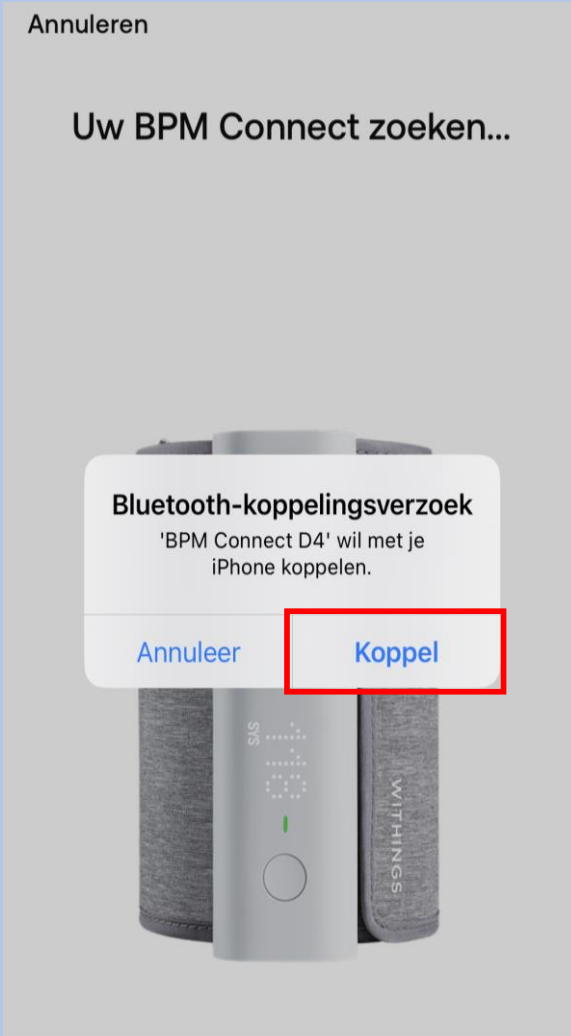 Annuleren
Uw BPM Connect zoeken...
Bluetooth-koppelingsverzoek
'BPM Connect D4' wil met je
iPhone koppelen.
Annuleer
Koppel
SYS
118
WITHINGS